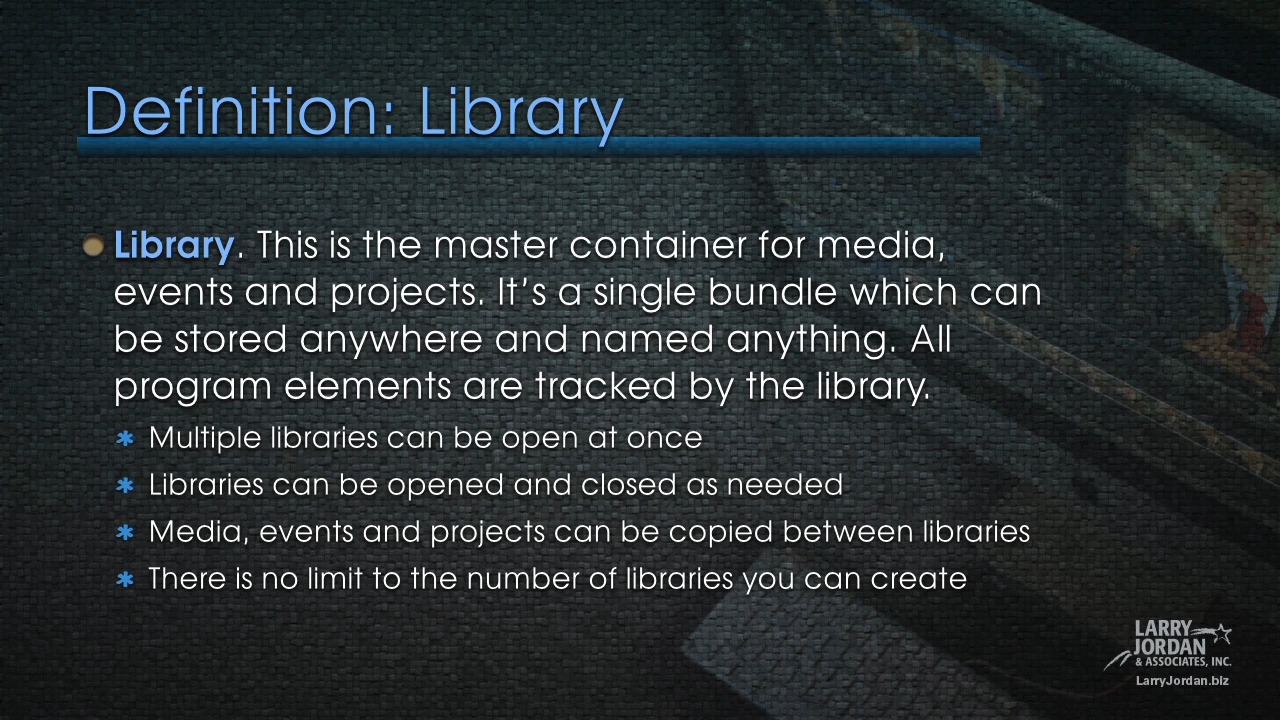 Definition: Library
Library. This is the master container for media,
events and projects. It’s a single bundle which can
be stored anywhere and named anything. All
program elements are tracked by the library.
* Multiple libraries can be open at once
* Libraries can be opened and closed as needed
* Media, events and projects can be copied between libraries
* There is no limit to the number of libraries you can create
LARRY
JORDAN
& ASSOCIATES, INC.
LarryJordan.biz